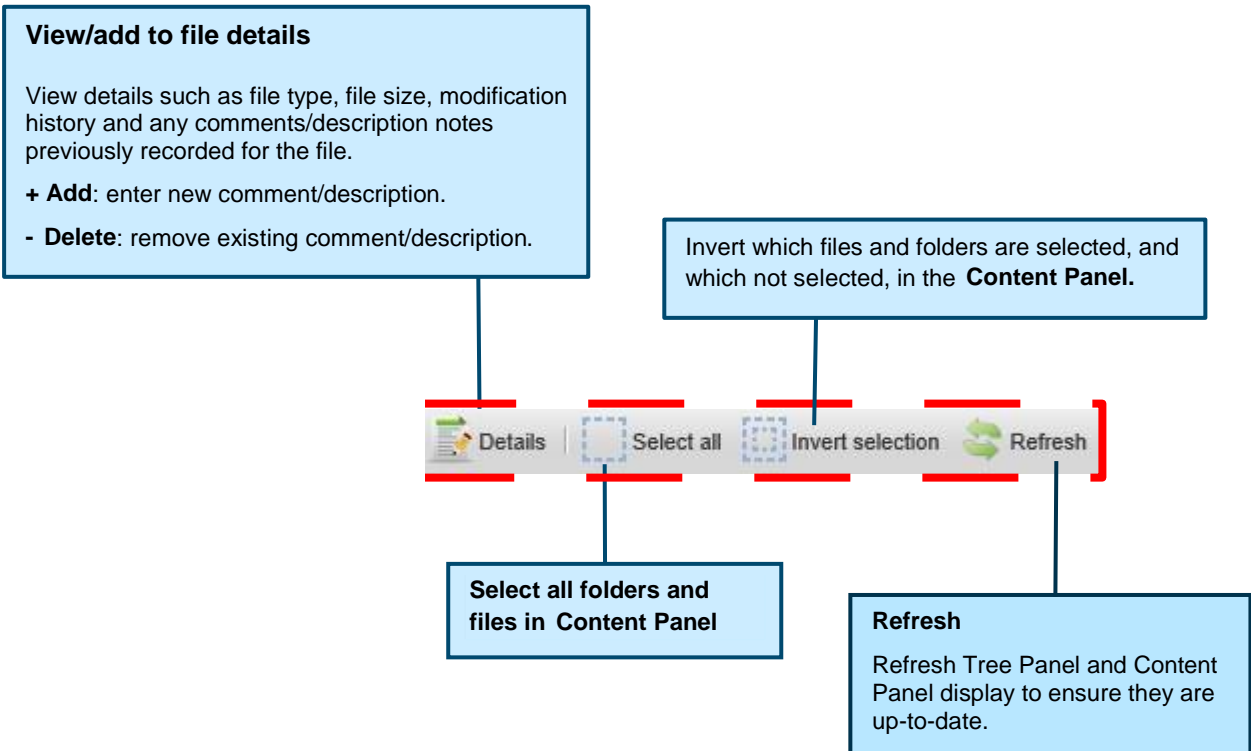 View/add to file details
View details such as file type, file size, modification
history and any comments/description notes
previously recorded for the file.
+ Add: enter new comment/description.
- Delete: remove existing comment/description.
Invert which files and folders are selected, and
which not selected, in the Content Panel.
Details Select all Invert selection Refresh
Select all folders and
files in Content Panel
Refresh
Refresh Tree Panel and Content
Panel display to ensure they are
up-to-date.